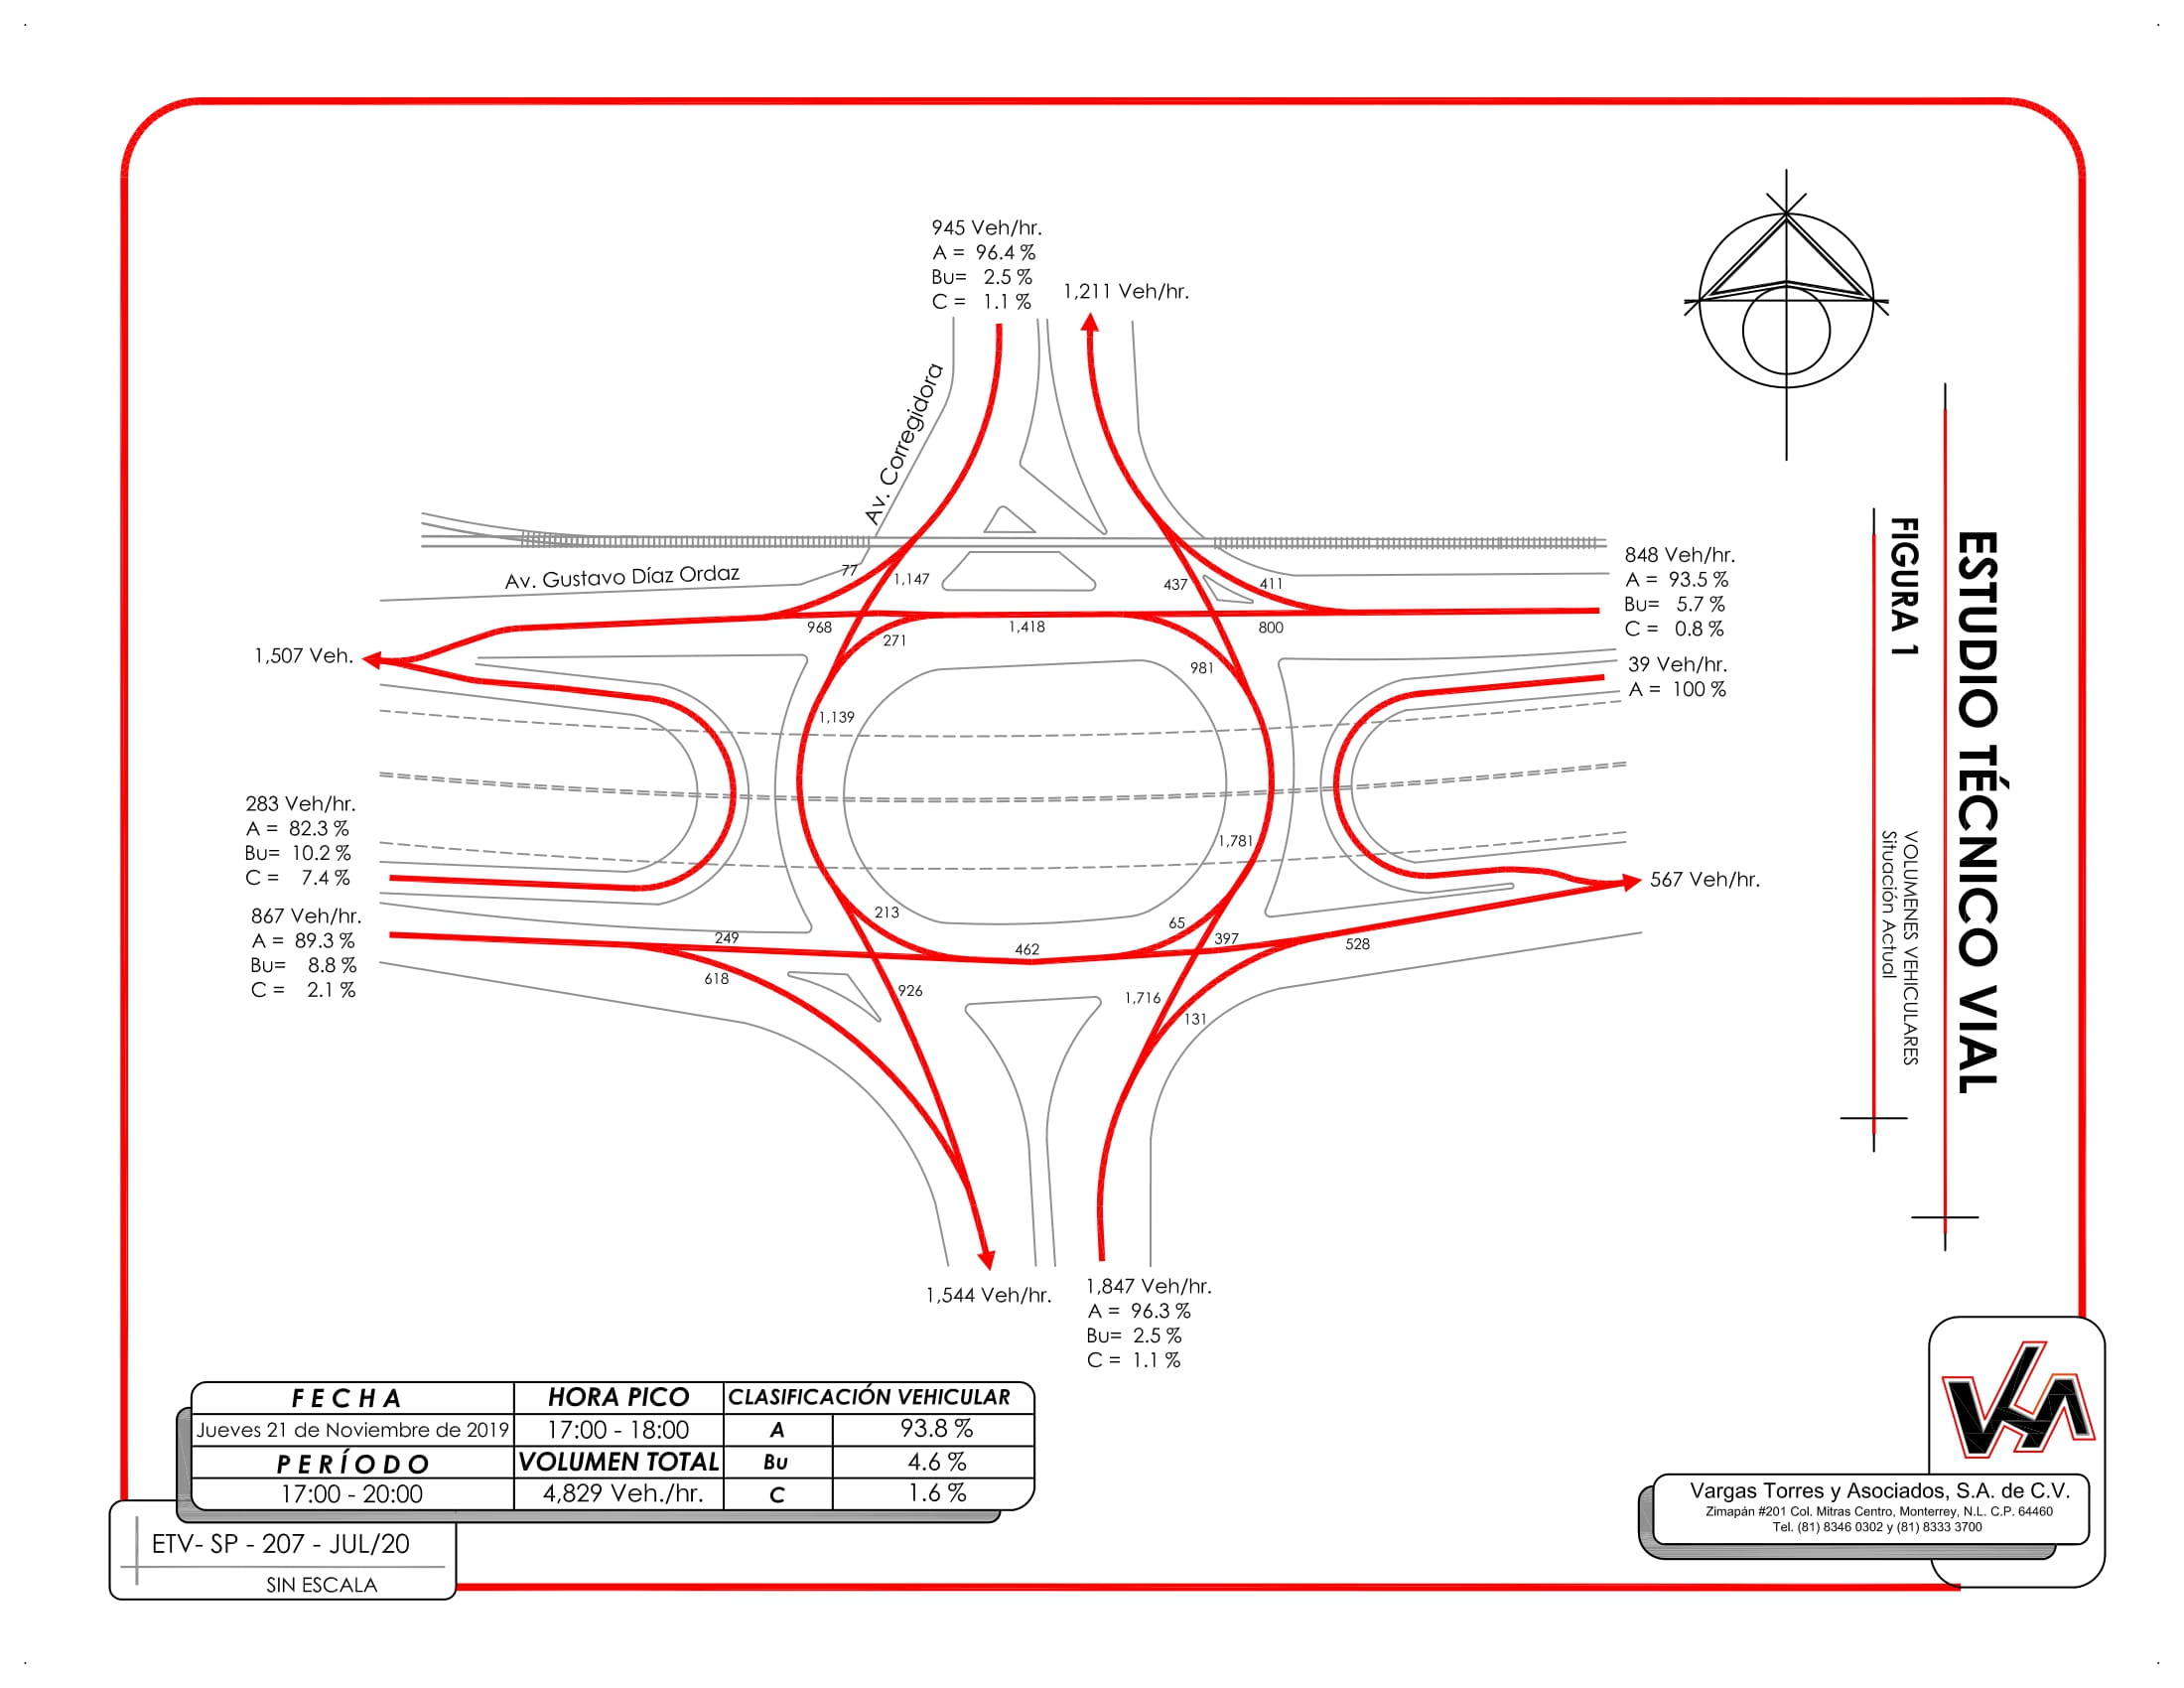 945 Veh/hr.
A = 96.4 %
Bu= 2.5 %
C = 1.1 %
1,211 Veh/hr.
Av. Corregidora
Av. Gustavo Díaz Ordaz
77
1,147
437
411
848 Veh/hr.
A = 93.5 %
Bu= 5.7 %
C = 0.8 %
968
271
1,418
800
981
1,507 Veh.
39 Veh/hr.
A = 100 %
1,139
283 Veh/hr.
A = 82.3 %
Bu= 10.2 %
C = 7.4 %
1,781
567 Veh/hr.
867 Veh/hr.
A = 89.3 %
Bu= 8.8 %
C = 2.1 %
213
65
249
462
397
528
618
926
1,716
131
1,544 Veh/hr.
1,847 Veh/hr.
A = 96.3 %
Bu= 2.5 %
C = 1.1 %
ESTUDIO TÉCNICO VIAL
FIGURA 1
VOLUMENES VEHICULARES
Situación Actual
FECHA
HORA PICO
CLASIFICACIÓN VEHICULAR
Jueves 21 de Noviembre de 2019
17:00 - 18:00
A
93.8 %
PERÍODO
VOLUMEN TOTAL
Bu
4.6 %
17:00 - 20:00
4,829 Veh./hr.
C
1.6 %
ETV- SP - 207 - JUL/20
SIN ESCALA
Vargas Torres y Asociados, S.A. de C.V.
Zimapán #201 Col. Mitras Centro, Monterrey, N.L. C.P. 64460
Tel. (81) 8346 0302 y (81) 8333 3700